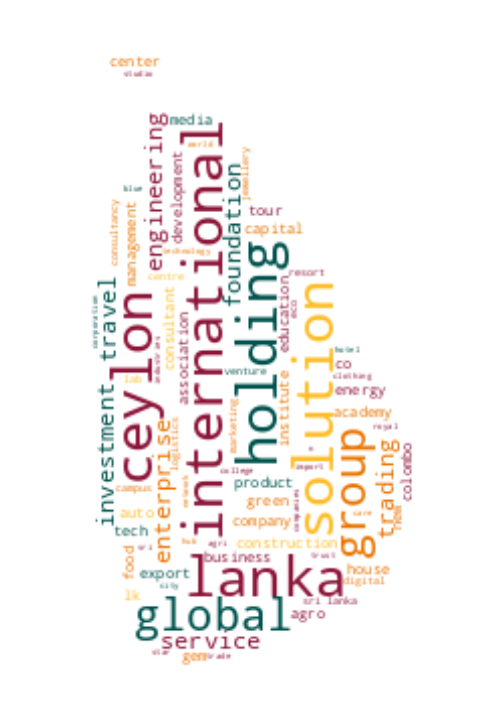 center
studio
media
engineering
world
international
development
jewellery
foundation
blue
consultancy
management
tour
capital
technology
holding
centre
resort
travel
ceylon
consultant
education
eco
solution
corporation
association
industries
hotel
venture
co
clothing
lab
energy
institute
investment
marketing
academy
enterprise
logistics
royal
group
trading
colombo
college
import
network
campus
product
companies
new
green
auto
care
company
tech
hub
agri
construction
sri
food
business
trust
lanka
house
export
digital
city
lk
global
sri lanka
agro
service
star
gem
trade